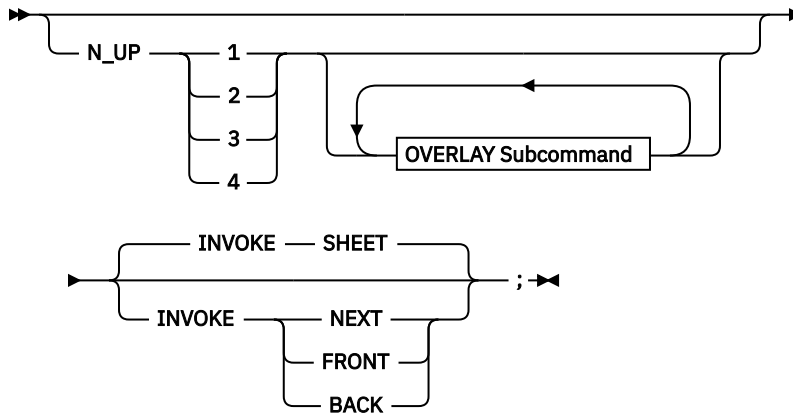 N_UP 1
2
3
4
OVERLAY Subcommand
INVOKE SHEET
;
INVOKE NEXT
FRONT
BACK